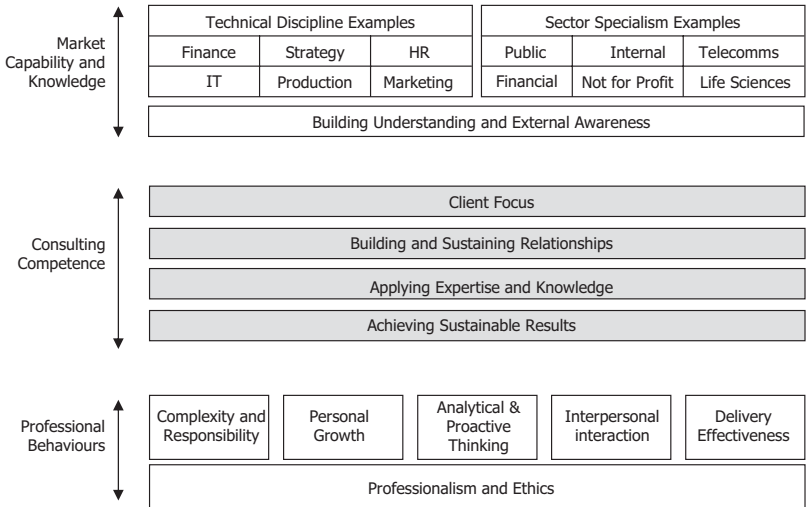 Market
Capability and
Knowledge
Technical Discipline Examples
Finance Strategy HR
IT Production Marketing
Sector Specialism Examples
Public Internal Telecomms
Financial Not for Profit Life Sciences
Building Understanding and External Awareness
Consulting
Competence
Client Focus
Building and Sustaining Relationships
Applying Expertise and Knowledge
Achieving Sustainable Results
Professional
Behaviours
Complexity and
Responsibility
Personal
Growth
Analytical &
Proactive
Thinking
Interpersonal
interaction
Delivery
Effectiveness
Professionalism and Ethics